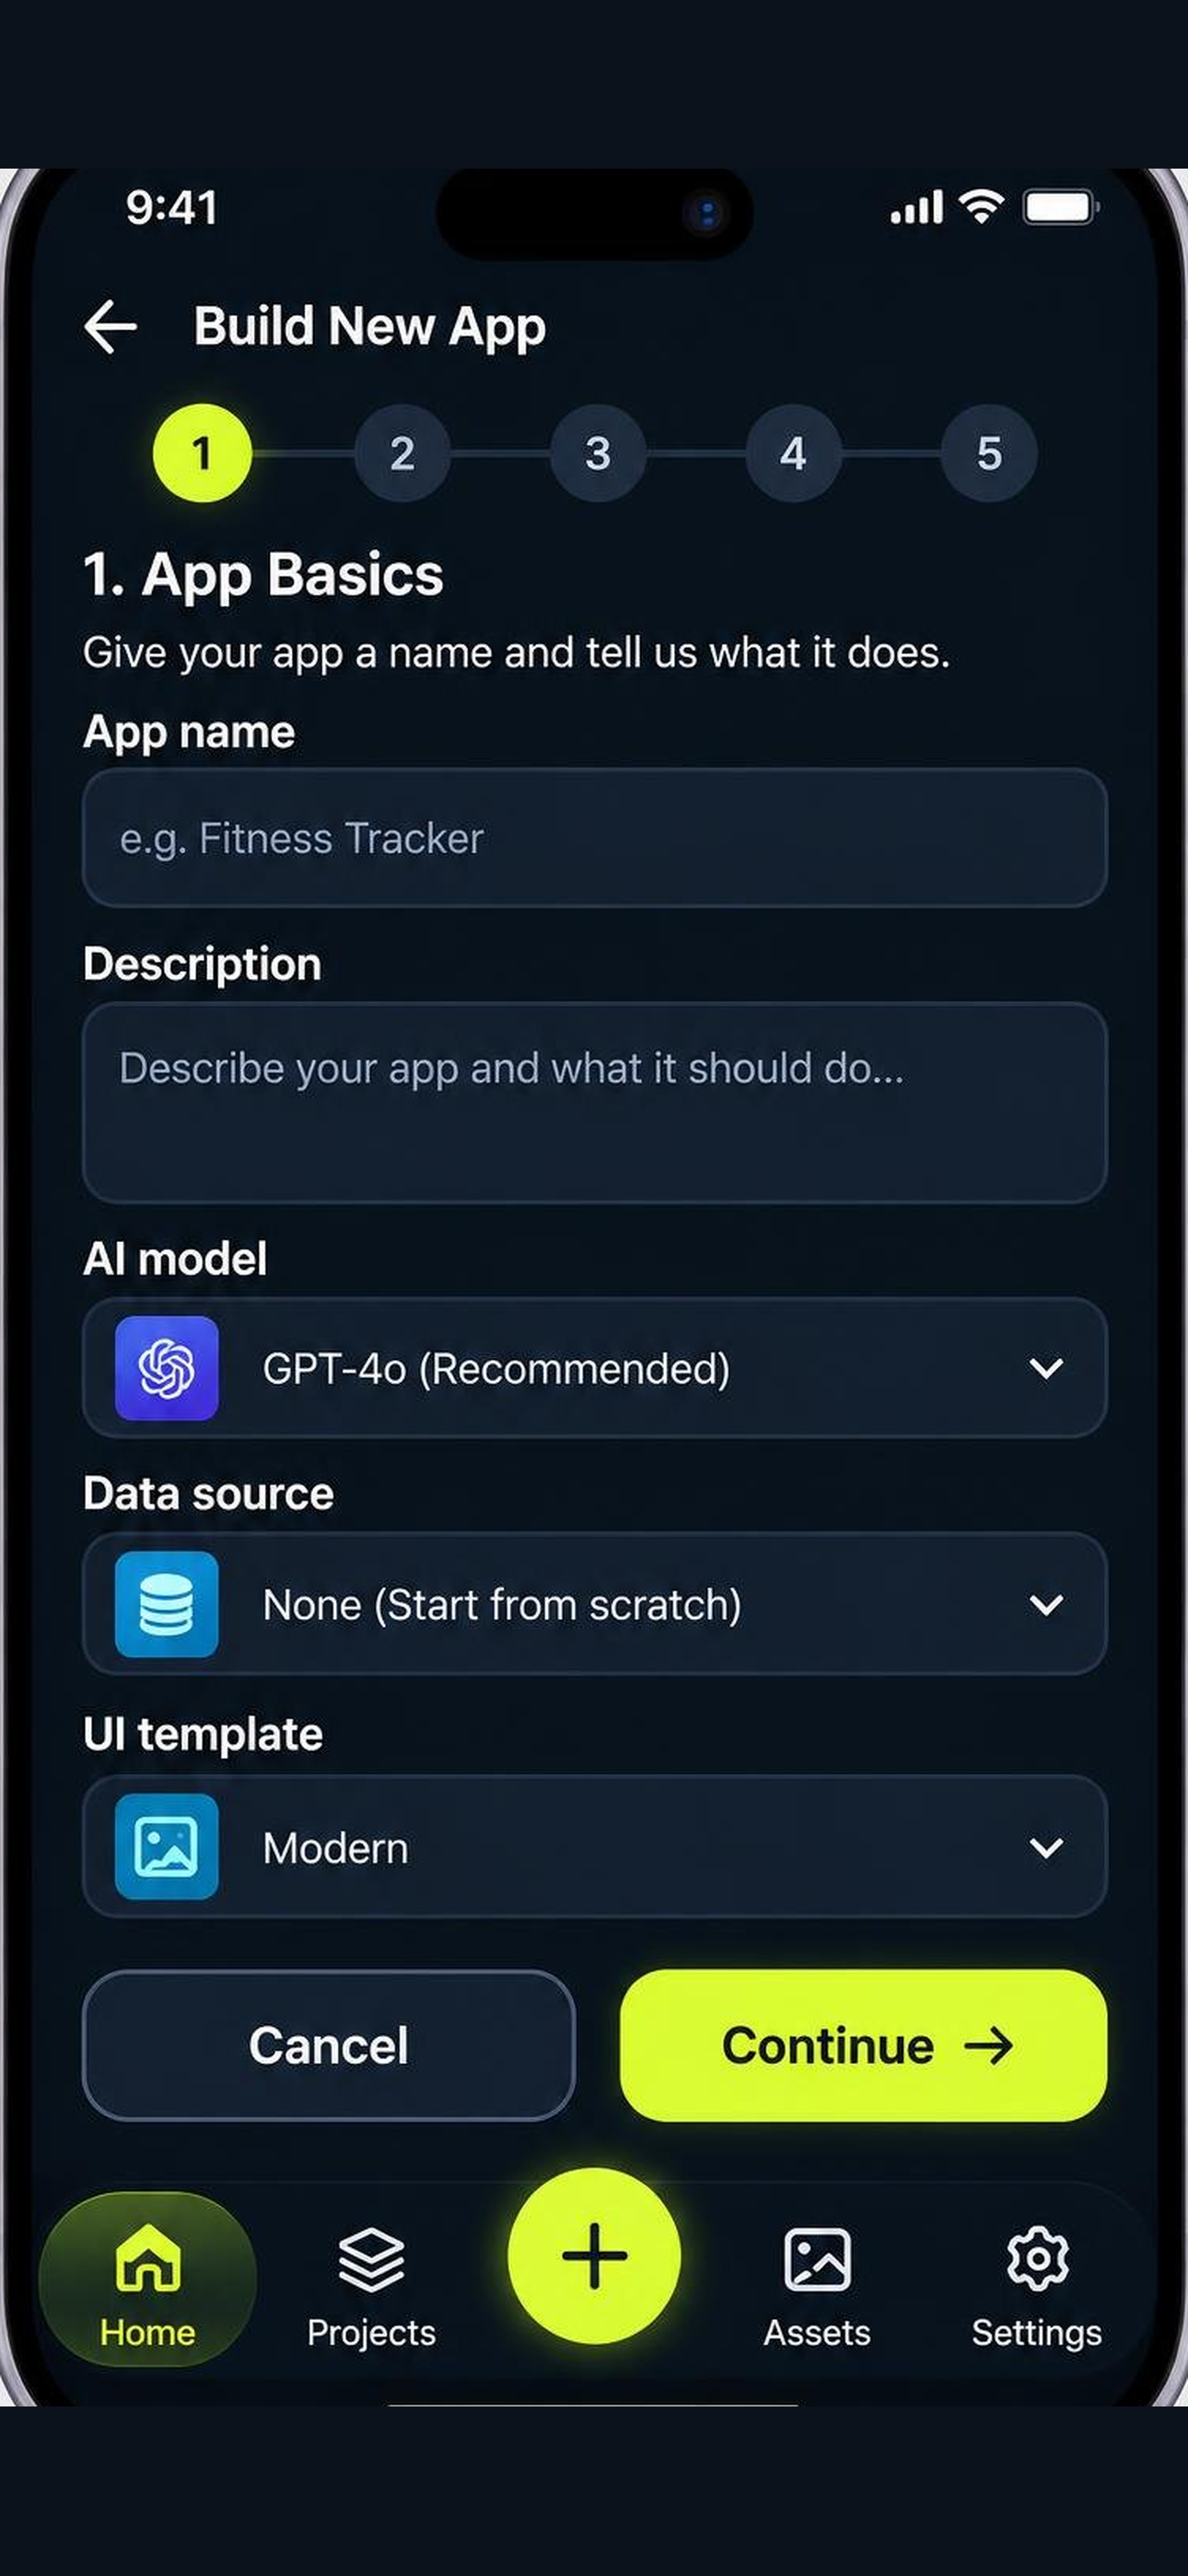 9:41
Build New App
1 2 3 4 5
1. App Basics
Give your app a name and tell us what it does.
App name
e.g. Fitness Tracker
Description
Describe your app and what it should do...
AI model
GPT-4o (Recommended)
Data source
None (Start from scratch)
UI template
Modern
Cancel
Continue →
Home Projects + Assets Settings